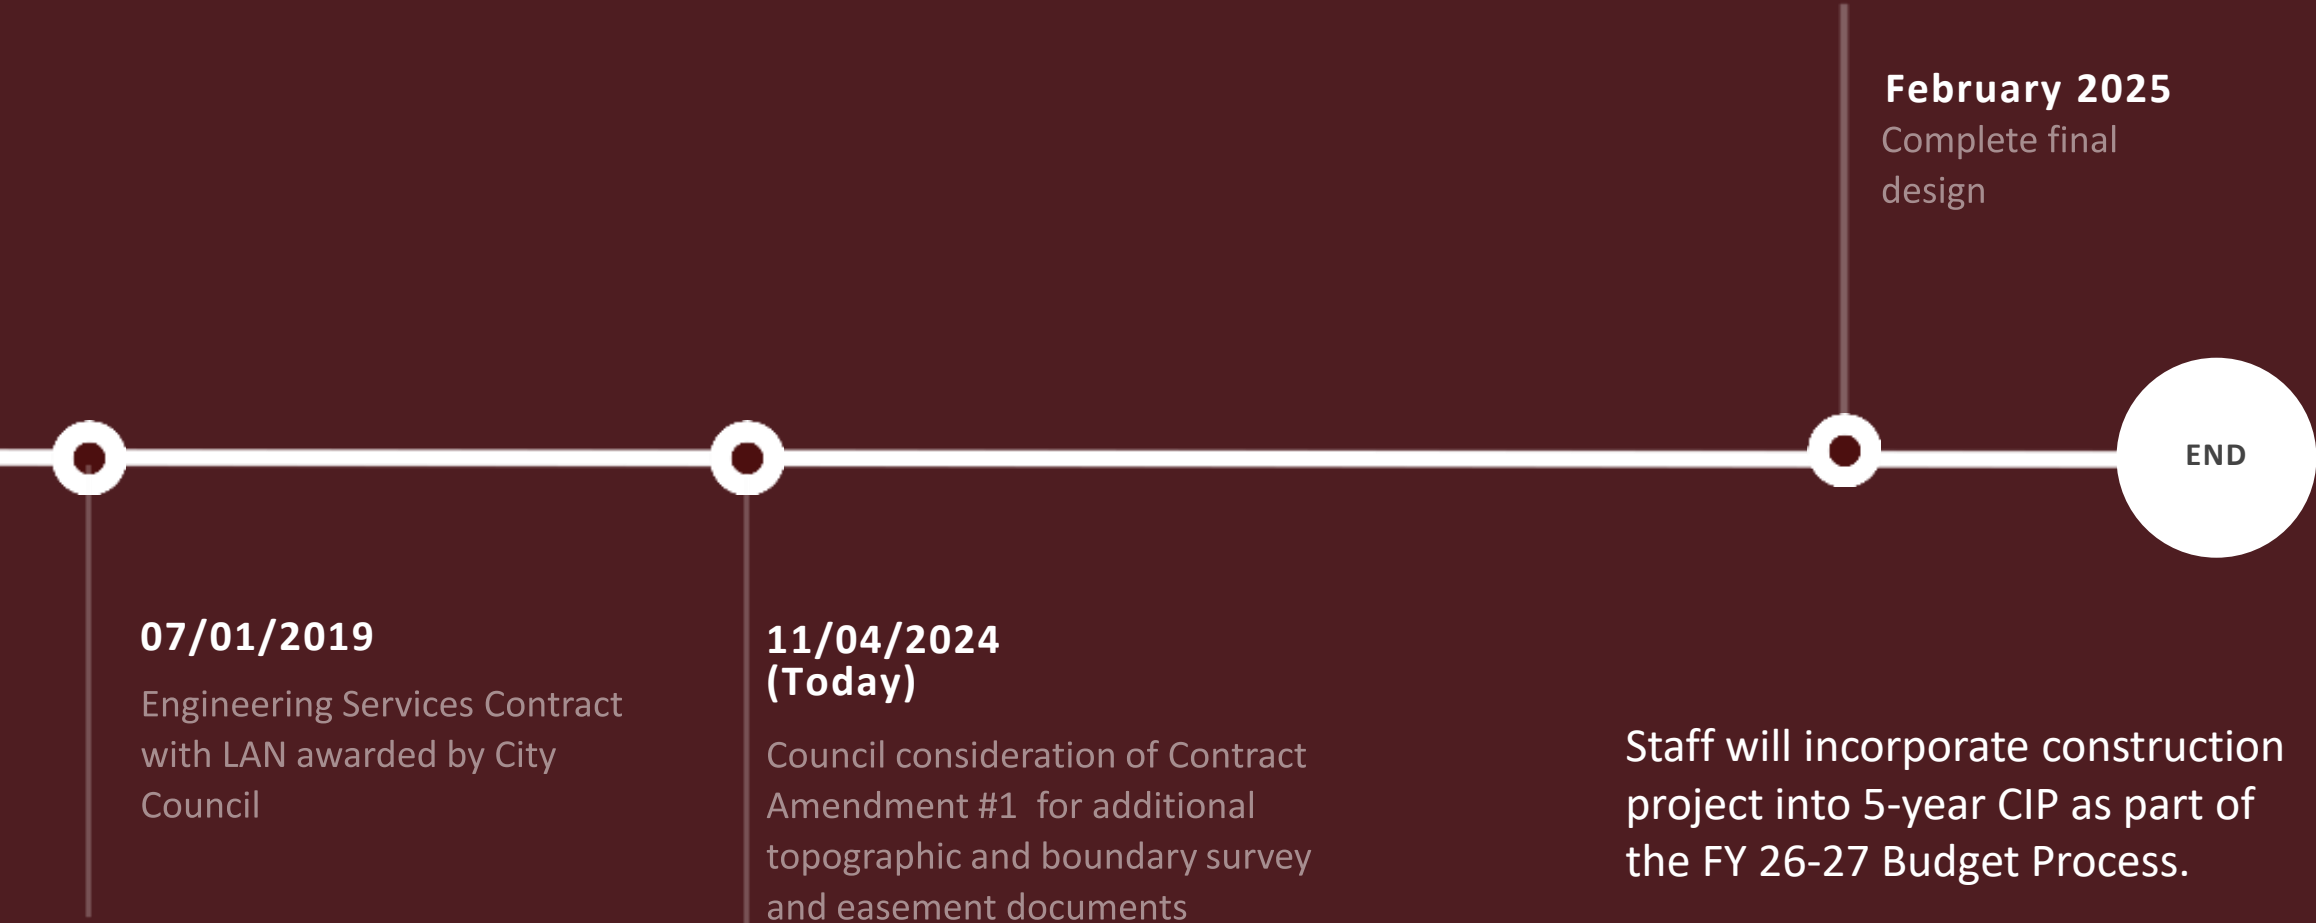 February 2025
Complete final
design
END
07/01/2019
Engineering Services Contract
with LAN awarded by City
Council
11/04/2024
(Today)
Council consideration of Contract
Amendment #1  for additional
topographic and boundary survey
and easement documents
Staff will incorporate construction
project into 5-year CIP as part of
the FY 26-27 Budget Process.